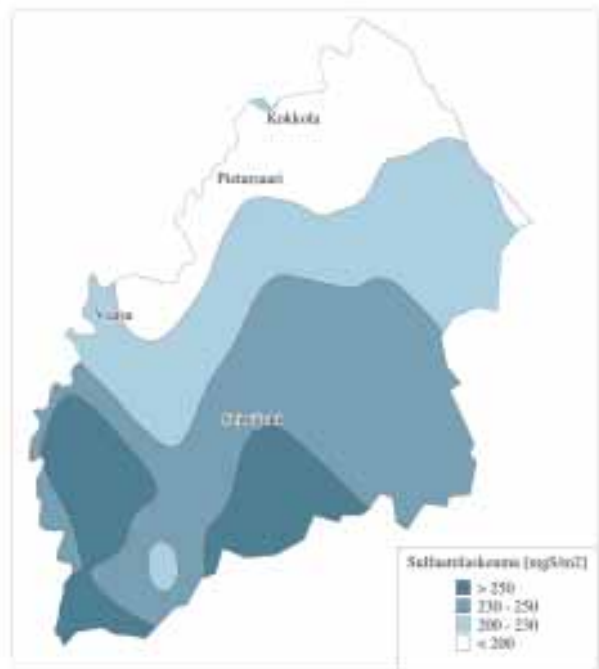 Kokkola
Pietarsaari
Vaasa
Sulfaattilaskeuma [mgS/m2]
> 250
230 - 250
200 - 230
< 200